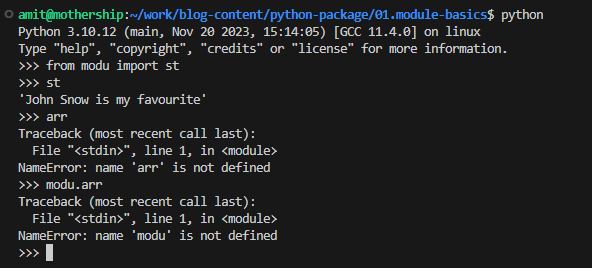 amit@mothership:~/work/blog-content/python-package/01.module-basics$ python
Python 3.10.12 (main, Nov 20 2023, 15:14:05) [GCC 11.4.0] on linux
Type "help", "copyright", "credits" or "license" for more information.
>>> from modu import st
>>> st
'John Snow is my favourite'
>>> arr
Traceback (most recent call last):
  File "<stdin>", line 1, in <module>
NameError: name 'arr' is not defined
>>> modu.arr
Traceback (most recent call last):
  File "<stdin>", line 1, in <module>
NameError: name 'modu' is not defined
>>>